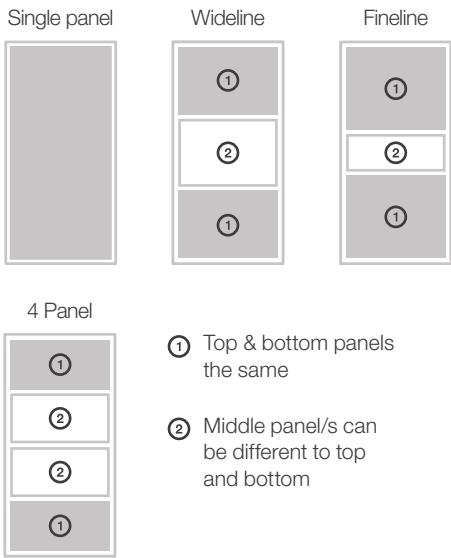 Single panel
Wideline
Fineline
1
2
1
1
2
1
4 Panel
1
2
2
1
1 Top & bottom panels
the same
2 Middle panel/s can
be different to top
and bottom